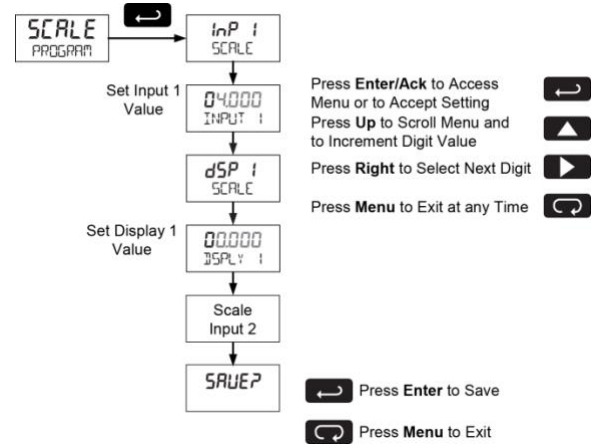 SCALE
PROGRAM
InP 1
SCALE
Set Input 1
Value
04.000
INPUT 1
dSP 1
SCALE
Set Display 1
Value
00.000
DSPLY 1
Scale
Input 2
SAVE?
Press Enter/Ack to Access
Menu or to Accept Setting
Press Up to Scroll Menu and
to Increment Digit Value
Press Right to Select Next Digit
Press Menu to Exit at any Time
Press Enter to Save
Press Menu to Exit